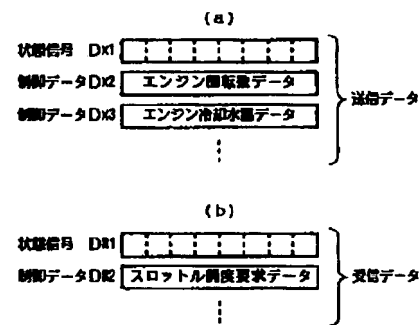 (a)
状態信号 DX1
制御データDX2 エンジン回転数データ
制御データDX3 エンジン冷却水温データ
送信データ
(b)
状態信号 DR1
制御データDR2 スロットル開度要求データ
受信データ